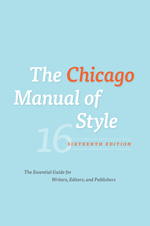 The Chicago
Manual of
Style
16
SIXTEENTH EDITION
The Essential Guide for
Writers, Editors, and Publishers